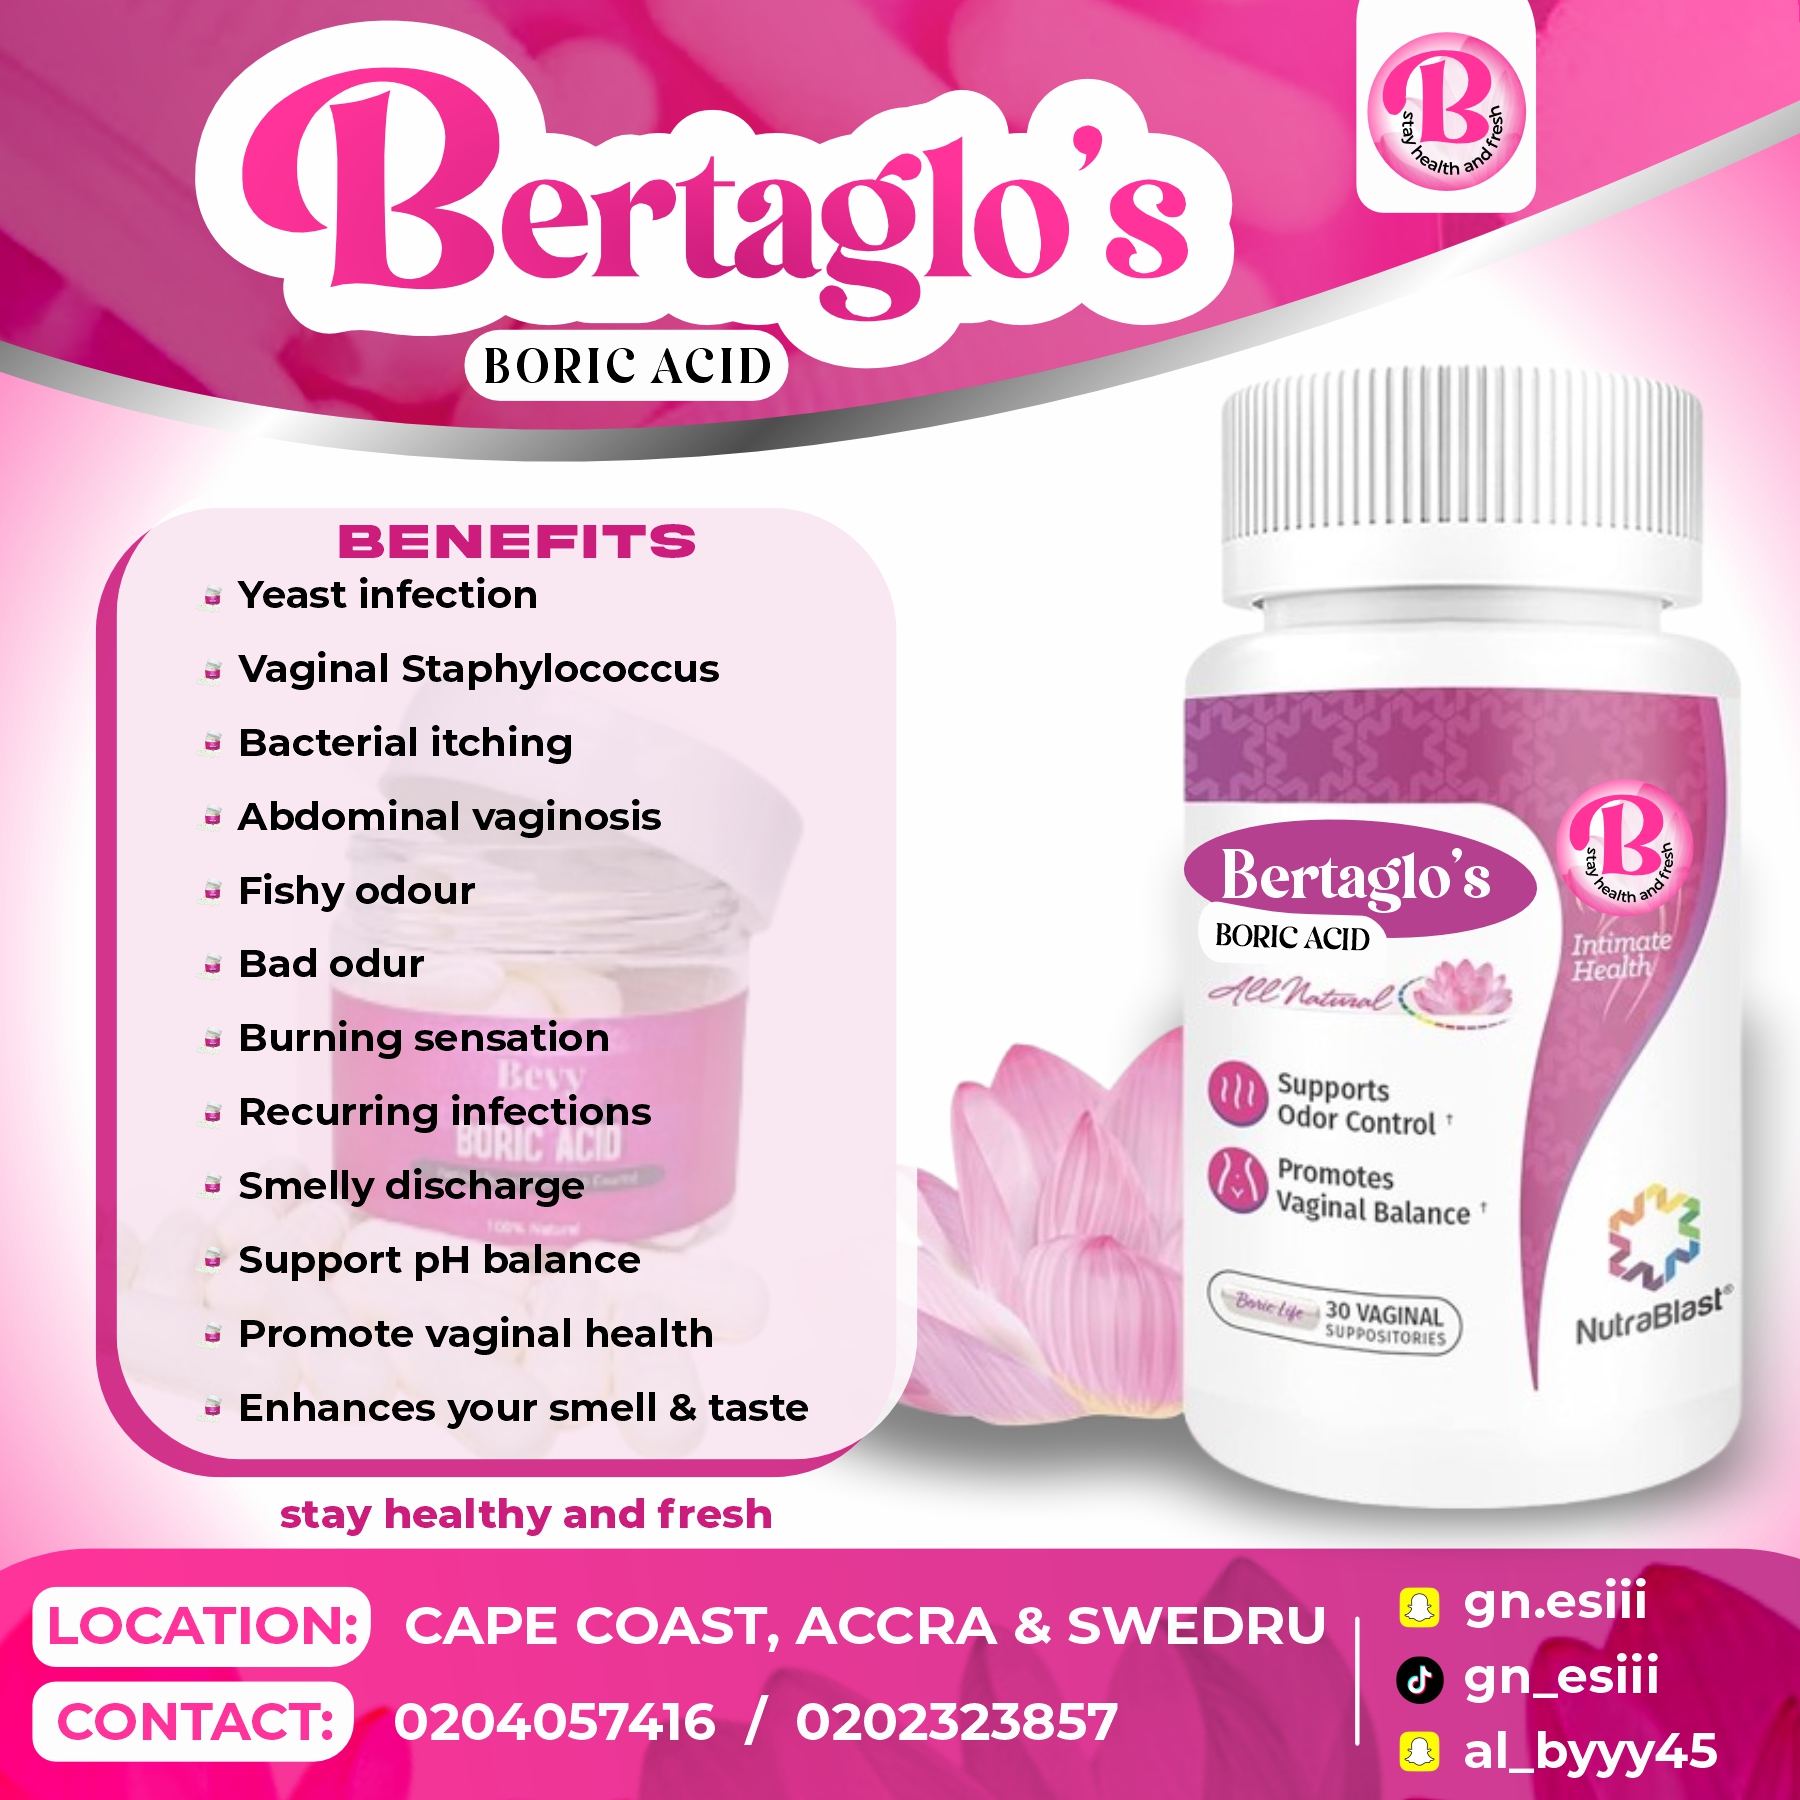 Bertaglo's
BORIC ACID
B
stay health and fresh
BENEFITS
Yeast infection
Vaginal Staphylococcus
Bacterial itching
Abdominal vaginosis
Fishy odour
Bad odur
Burning sensation
Recurring infections
Smelly discharge
Support pH balance
Promote vaginal health
Enhances your smell & taste
Bevy
BORIC ACID
100% Natural
stay healthy and fresh
Bertaglo's
BORIC ACID
All Natural
B
stay health and fresh
Intimate
Health
Supports
Odor Control †
Promotes
Vaginal Balance †
Boric Life
30 VAGINAL
SUPPOSITORIES
NutraBlast®
LOCATION: CAPE COAST, ACCRA & SWEDRU
CONTACT: 0204057416 / 0202323857
gn.esiii
gn_esiii
al_byyy45